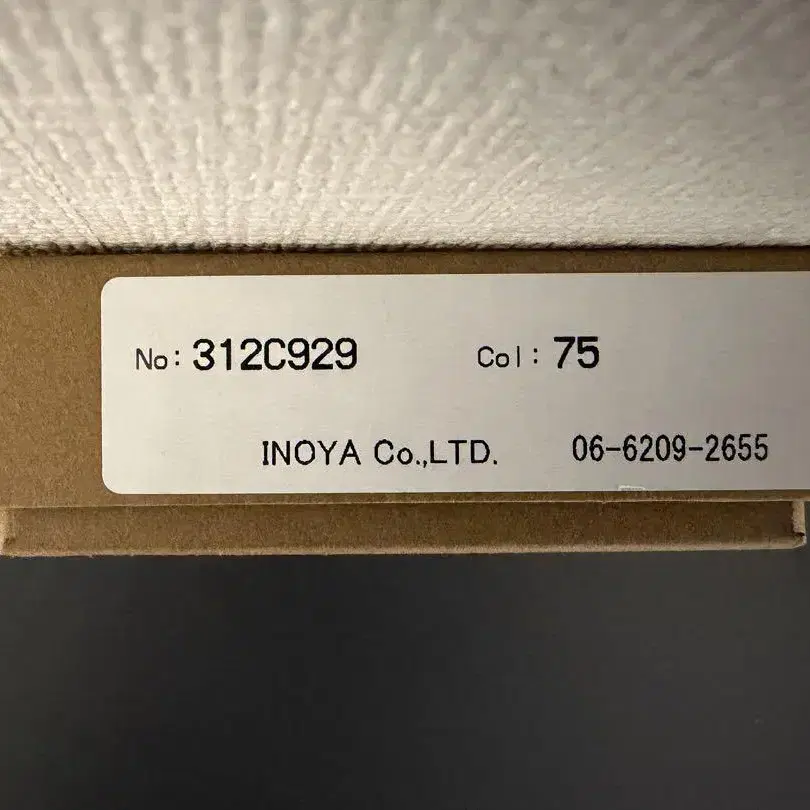 No: 312C929 Col: 75
INOYA Co.,LTD. 06-6209-2655